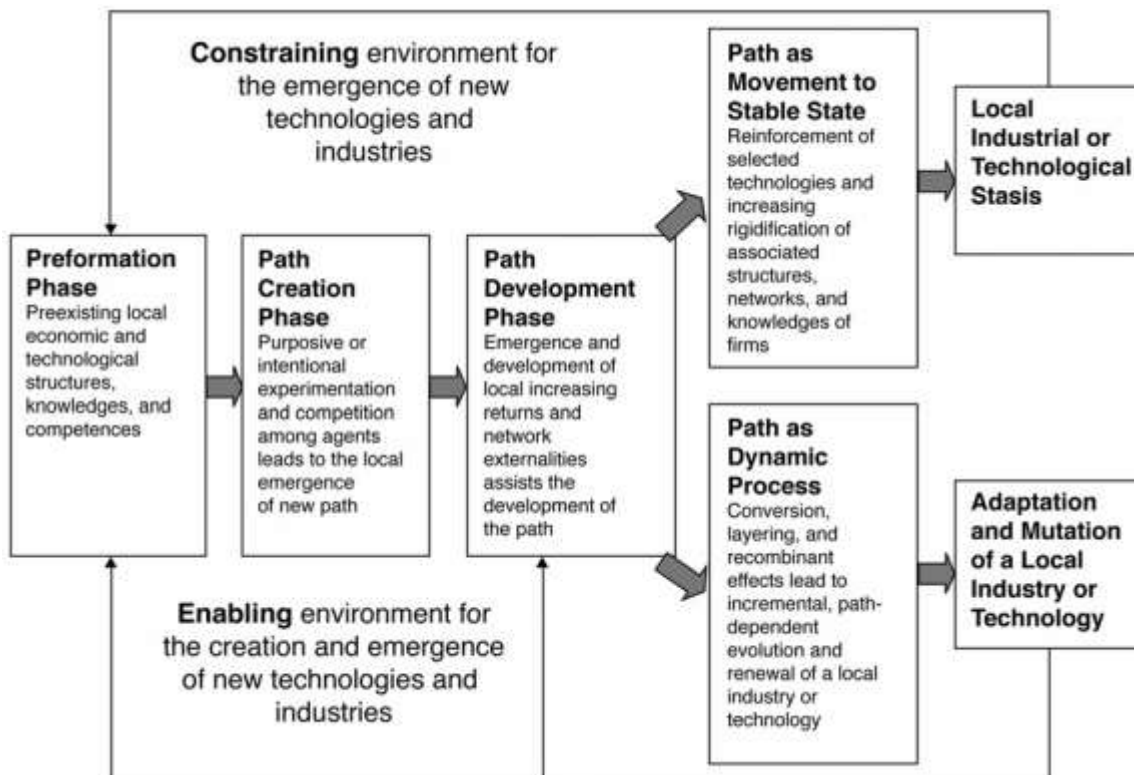 Constraining environment for
the emergence of new
technologies and
industries
Path as
Movement to
Stable State
Reinforcement of
selected
technologies and
increasing
rigidification of
associated
structures,
networks, and
knowledges of
firms
Local
Industrial or
Technological
Stasis
Preformation
Phase
Preexisting local
economic and
technological
structures,
knowledges, and
competences
Path
Creation
Phase
Purposive or
intentional
experimentation
and competition
among agents
leads to the local
emergence
of new path
Path
Development
Phase
Emergence and
development of
local increasing
returns and
network
externalities
assists the
development of
the path
Path as
Dynamic
Process
Conversion,
layering, and
recombinant
effects lead to
incremental, path-
dependent
evolution and
renewal of a local
industry or
technology
Adaptation
and Mutation
of a Local
Industry or
Technology
Enabling environment for
the creation and emergence
of new technologies and
industries